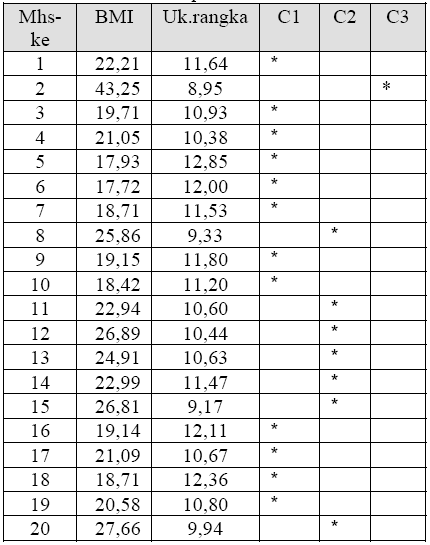 Mhs-ke BMI Uk.rangka C1 C2 C3
1 22,21 11,64 *
2 43,25 8,95 *
3 19,71 10,93 *
4 21,05 10,38 *
5 17,93 12,85 *
6 17,72 12,00 *
7 18,71 11,53 *
8 25,86 9,33 *
9 19,15 11,80 *
10 18,42 11,20 *
11 22,94 10,60 *
12 26,89 10,44 *
13 24,91 10,63 *
14 22,99 11,47 *
15 26,81 9,17 *
16 19,14 12,11 *
17 21,09 10,67 *
18 18,71 12,36 *
19 20,58 10,80 *
20 27,66 9,94 *